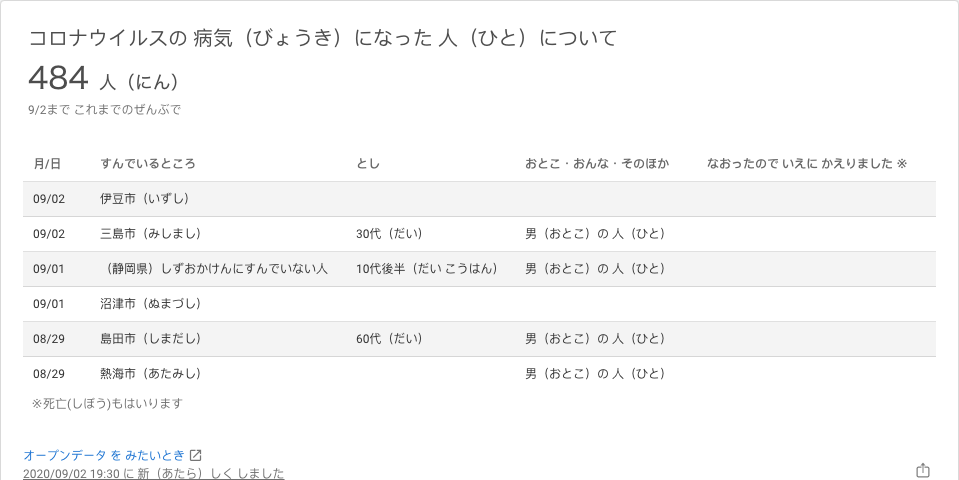 コロナウイルスの 病気（びょうき）になった 人（ひと）について
484 人（にん）
9/2まで これまでのぜんぶで
月/日 すんでいるところ とし おとこ・おんな・そのほか なおったので いえに かえりました ※
09/02 伊豆市（いずし）
09/02 三島市（みしまし） 30代（だい） 男（おとこ）の 人（ひと）
09/01 （静岡県）しずおかけんにすんでいない人 10代後半（だい こうはん） 男（おとこ）の 人（ひと）
09/01 沼津市（ぬまづし）
08/29 島田市（しまだし） 60代（だい） 男（おとこ）の 人（ひと）
08/29 熱海市（あたみし） 男（おとこ）の 人（ひと）
※死亡(しぼう)もはいります
オープンデータ を みたいとき
2020/09/02 19:30 に 新（あたら）しく しました